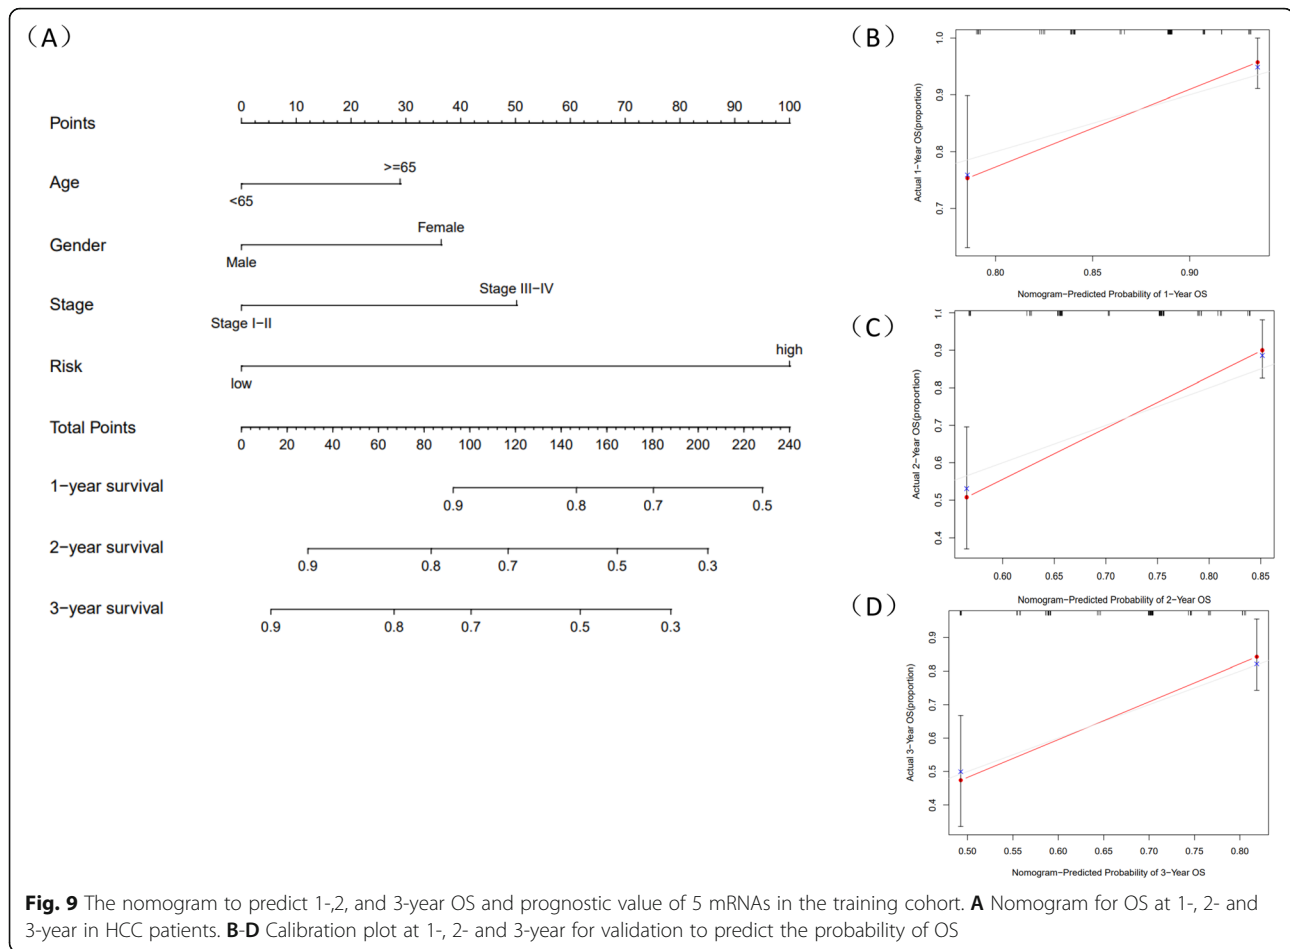 (A)
0 10 20 30 40 50 60 70 80 90 100
Points
>=65
Age
<65
Female
Gender
Male
Stage III−IV
Stage
Stage I−II
high
Risk
low
Total Points
0 20 40 60 80 100 120 140 160 180 200 220 240
1−year survival
0.9 0.8 0.7 0.5
2−year survival
0.9 0.8 0.7 0.5 0.3
3−year survival
0.9 0.8 0.7 0.5 0.3
(B)
Actual 1−Year OS(proportion)
0.7 0.8 0.9 1.0
0.80 0.85 0.90
Nomogram−Predicted Probability of 1−Year OS
(C)
Actual 2−Year OS(proportion)
0.4 0.5 0.6 0.7 0.8 0.9 1.0
0.60 0.65 0.70 0.75 0.80 0.85
Nomogram−Predicted Probability of 2−Year OS
(D)
Actual 3−Year OS(proportion)
0.4 0.5 0.6 0.7 0.8 0.9
0.50 0.55 0.60 0.65 0.70 0.75 0.80
Nomogram−Predicted Probability of 3−Year OS
Fig. 9 The nomogram to predict 1-,2, and 3-year OS and prognostic value of 5 mRNAs in the training cohort. A Nomogram for OS at 1-, 2- and
3-year in HCC patients. B-D Calibration plot at 1-, 2- and 3-year for validation to predict the probability of OS